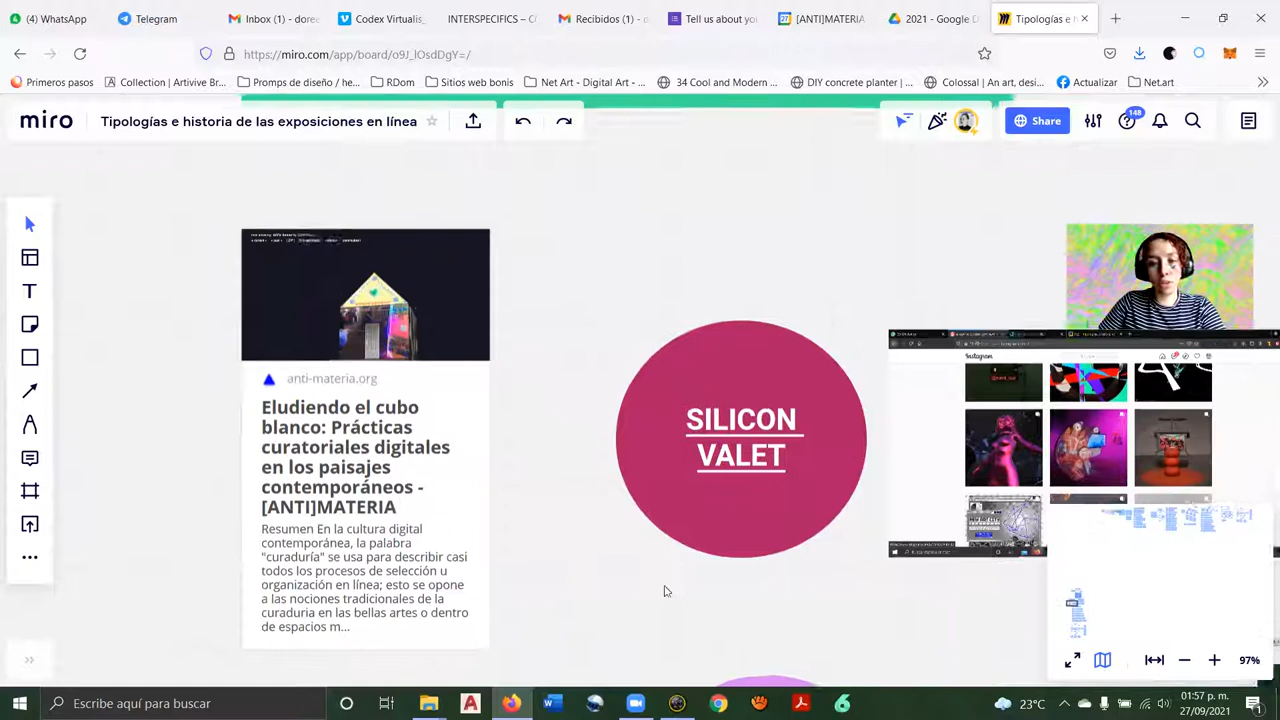 WhatsApp
Telegram
Inbox (1) - doree
Codex Virtualis_
INTERSPECIFICS – C
Recibidos (1) - d
Tell us about yo
[ANTI]MATERIA
2021 - Google D
Tipologías e h
https://miro.com/app/board/o9J_lOsdDgY=/
Primeros pasos
Collection | Artivive Br...
Promps de diseño / he...
RDom
Sitios web bonis
Net Art - Digital Art - ...
34 Cool and Modern ...
DIY concrete planter | ...
Colossal | An art, desi...
Actualizar
Net.art
miro
Tipologías e historia de las exposiciones en línea
Share
148
anti-materia.org
Eludiendo el cubo
blanco: Prácticas
curatoriales digitales
en los paisajes
contemporáneos -
[ANTI]MATERIA
Resumen En la cultura digital
contemporánea, la palabra
"curaduría" se usa para describir casi
todos los procesos de selección u
organización en línea; esto se opone
a las nociones tradicionales de la
curaduria en las bellas artes o dentro
de espacios m...
SILICON
VALET
Instagram
97%
Escribe aquí para buscar
23°C
01:57 p. m.
27/09/2021